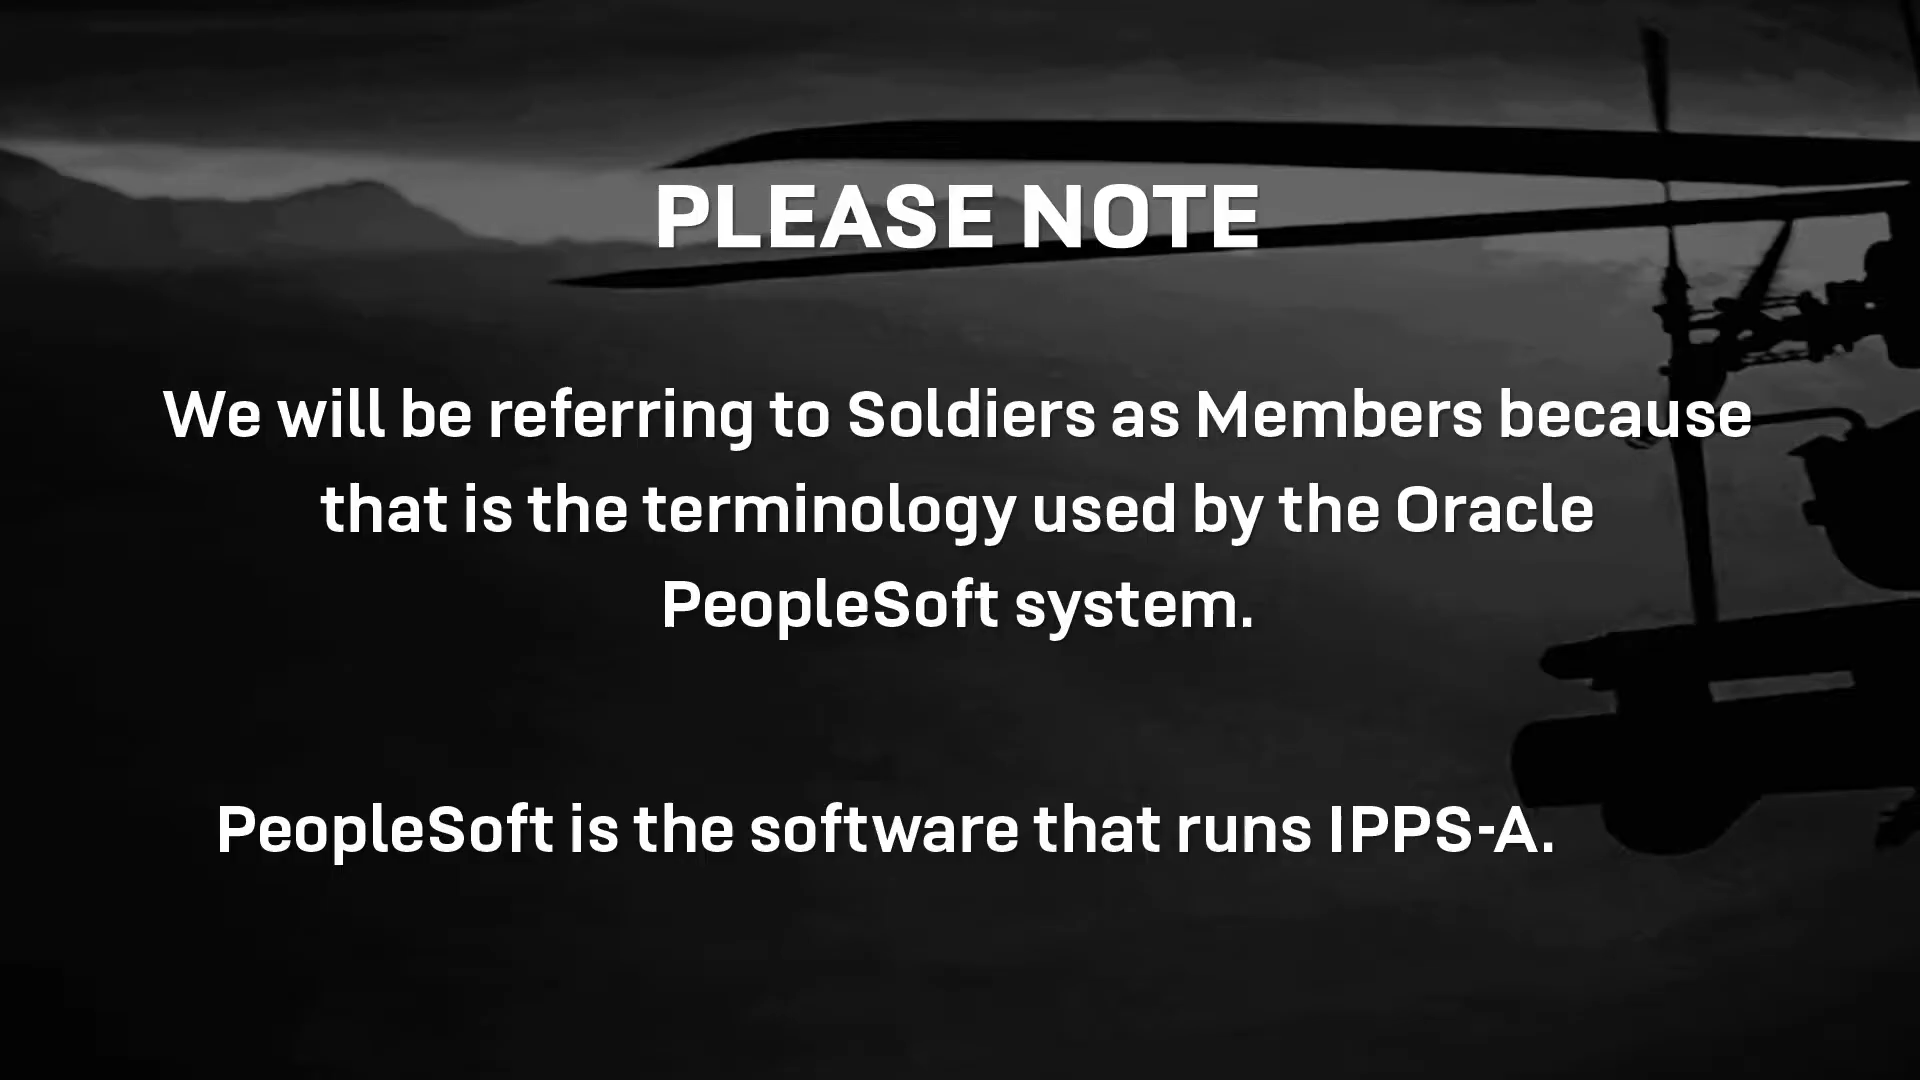 PLEASE NOTE
We will be referring to Soldiers as Members because
that is the terminology used by the Oracle
PeopleSoft system.
PeopleSoft is the software that runs IPPS-A.